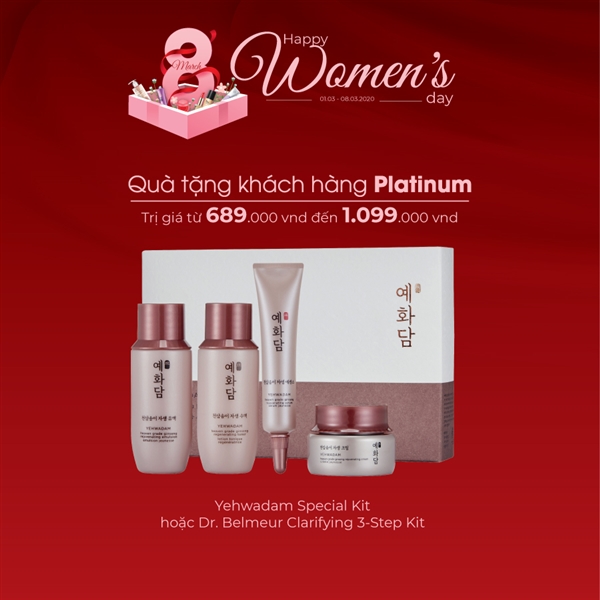 8
March
Happy
Women's
01.03 - 08.03.2020
day
Quà tặng khách hàng Platinum
Trị giá từ 689.000 vnd đến 1.099.000 vnd
예화담
예화담
YEHWADAM
예화담
YEHWADAM
예화담
YEHWADAM
예화담
YEHWADAM
Yehwadam Special Kit
hoặc Dr. Belmeur Clarifying 3-Step Kit